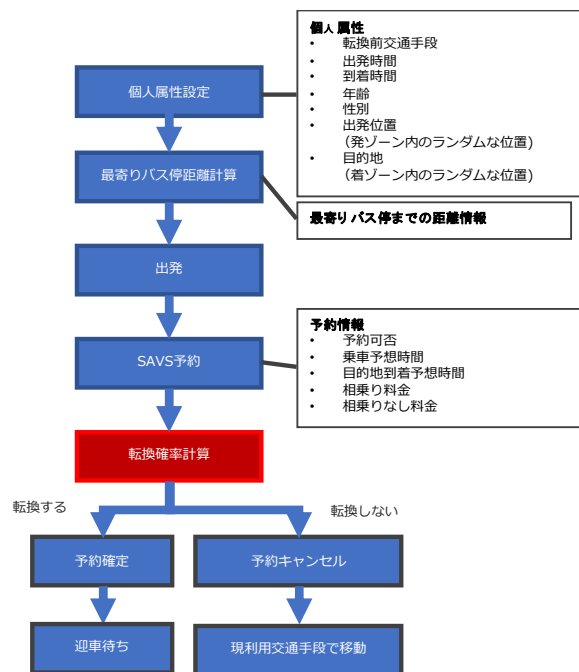 個人属性
• 転換前交通手段
• 出発時間
• 到着時間
• 年齢
• 性別
• 出発位置
(発ゾーン内のランダムな位置)
• 目的地
(着ゾーン内のランダムな位置)
個人属性設定
最寄りバス停距離計算
最寄りバス停までの距離情報
出発
予約情報
• 予約可否
• 乗車予想時間
• 目的地到着予想時間
• 相乗り料金
• 相乗りなし料金
SAVS予約
転換確率計算
転換する
転換しない
予約確定
予約キャンセル
迎車待ち
現利用交通手段で移動